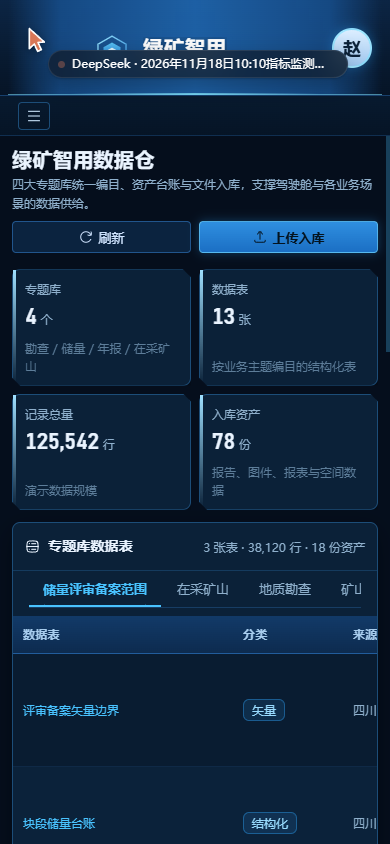 绿矿智用
赵
DeepSeek · 2026年11月18日10:10指标监测...
绿矿智用数据仓
四大专题库统一编目、资产台账与文件入库，支撑驾驶舱与各业务场
景的数据供给。
刷新
上传入库
专题库
4 个
勘查 / 储量 / 年报 / 在采矿
山
数据表
13 张
按业务主题编目的结构化表
记录总量
125,542 行
演示数据规模
入库资产
78 份
报告、图件、报表与空间数
据
专题库数据表
3 张表 · 38,120 行 · 18 份资产
储量评审备案范围
在采矿山
地质勘查
矿
数据表
分类
来源
评审备案矢量边界
矢量
四川
块段储量台账
结构化
四川